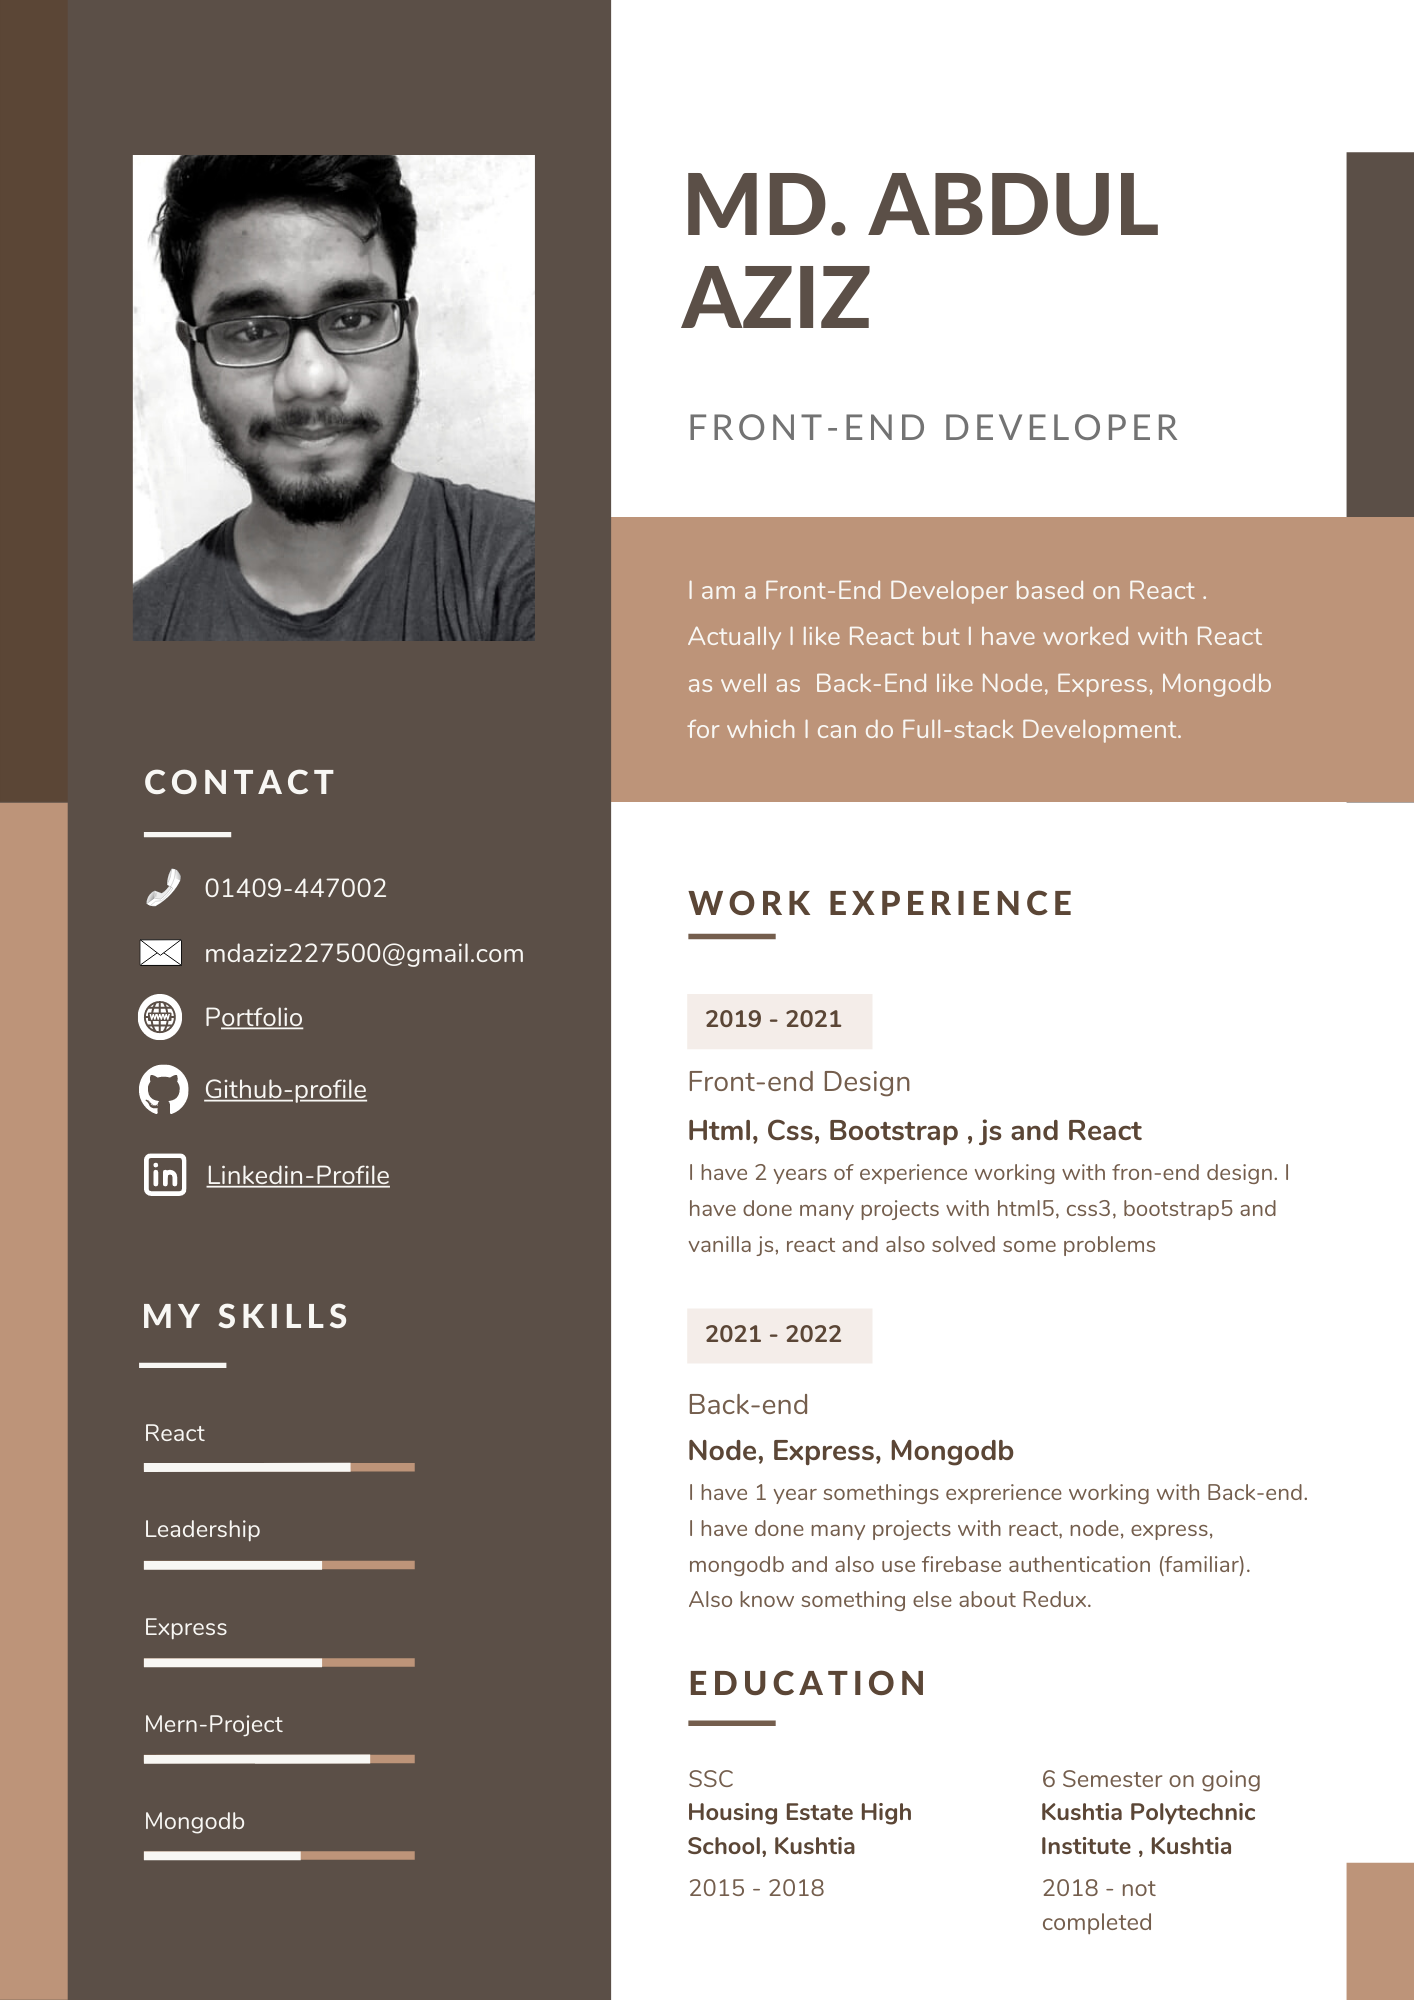 MD. ABDUL
AZIZ
FRONT-END DEVELOPER
I am a Front-End Developer based on React .
Actually I like React but I have worked with React
as well as  Back-End like Node, Express, Mongodb
for which I can do Full-stack Development.
CONTACT
01409-447002
mdaziz227500@gmail.com
www
Portfolio
Github-profile
in
Linkedin-Profile
MY SKILLS
React
Leadership
Express
Mern-Project
Mongodb
WORK EXPERIENCE
2019 - 2021
Front-end Design
Html, Css, Bootstrap , js and React
I have 2 years of experience working with fron-end design. I
have done many projects with html5, css3, bootstrap5 and
vanilla js, react and also solved some problems
2021 - 2022
Back-end
Node, Express, Mongodb
I have 1 year somethings exprerience working with Back-end.
I have done many projects with react, node, express,
mongodb and also use firebase authentication (familiar).
Also know something else about Redux.
EDUCATION
SSC
Housing Estate High
School, Kushtia
2015 - 2018
6 Semester on going
Kushtia Polytechnic
Institute , Kushtia
2018 - not
completed